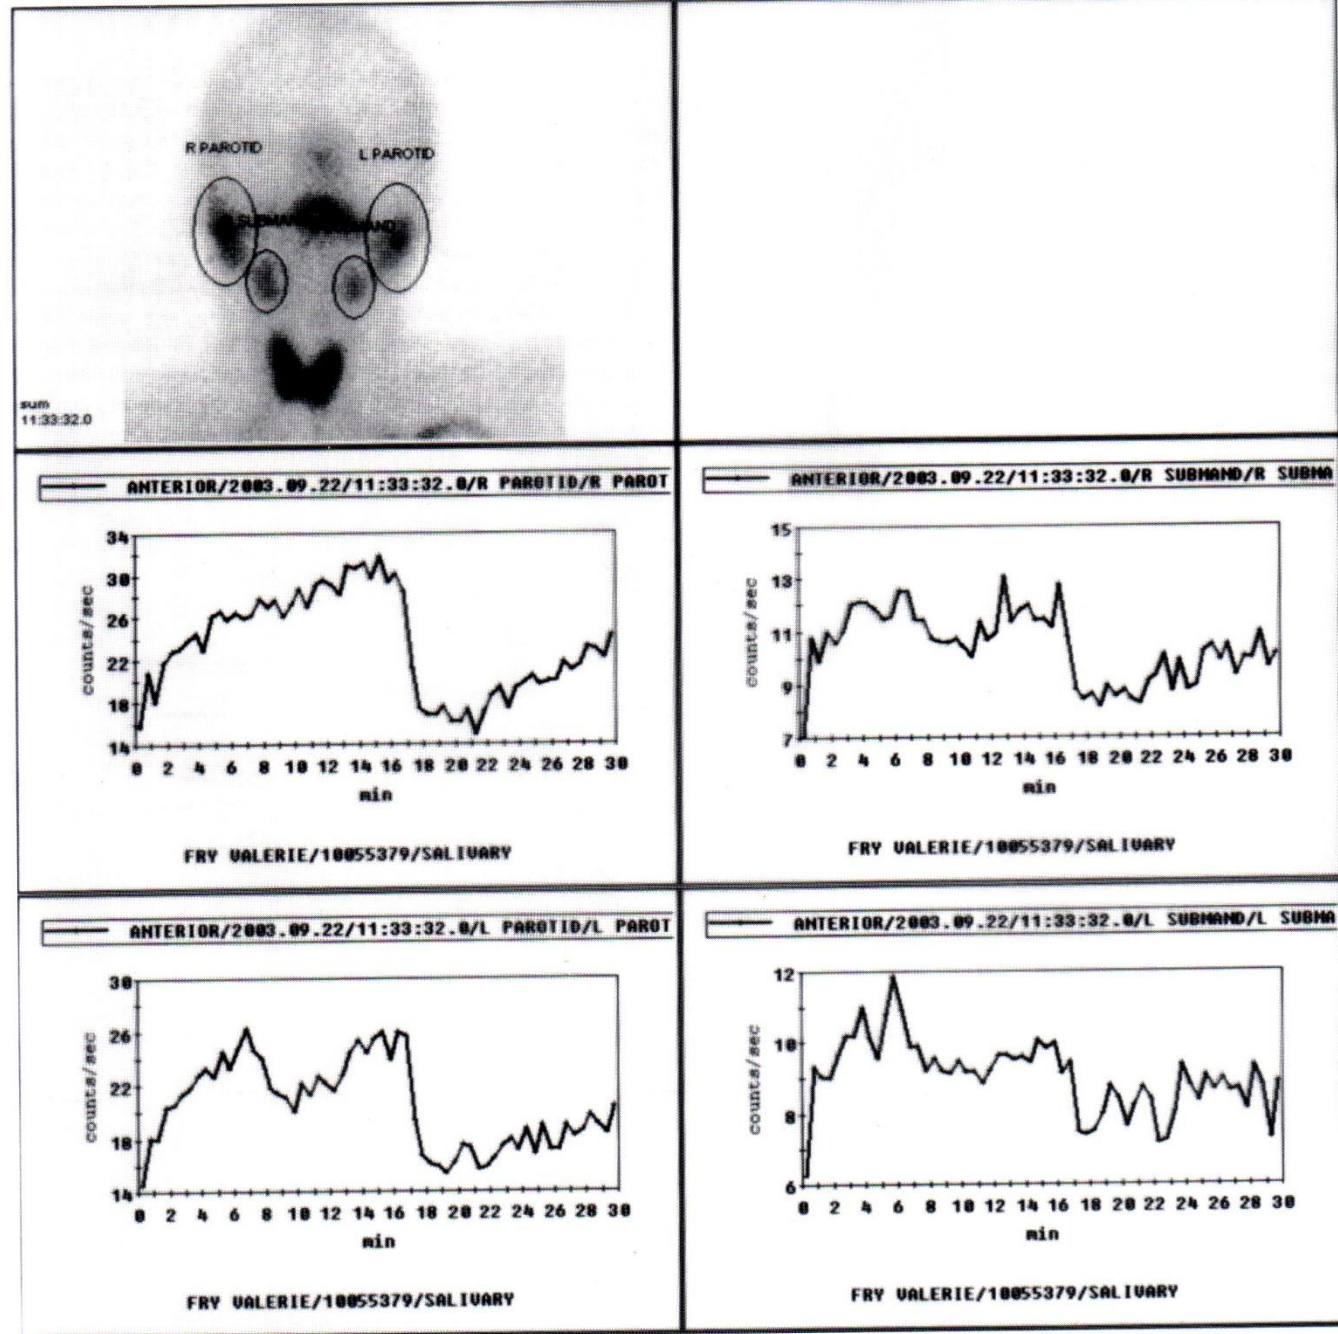 R PAROTID
L PAROTID
SUBMAN
MAND
sum
11:33:32.0
ANTERIOR/2003.09.22/11:33:32.0/R PAROTID/R PAROT
34
30
26
22
18
14
counts/sec
0 2 4 6 8 10 12 14 16 18 20 22 24 26 28 30
min
FRY VALERIE/10055379/SALIVARY
ANTERIOR/2003.09.22/11:33:32.0/R SUBMAND/R SUBMA
15
13
11
9
7
counts/sec
0 2 4 6 8 10 12 14 16 18 20 22 24 26 28 30
min
FRY VALERIE/10055379/SALIVARY
ANTERIOR/2003.09.22/11:33:32.0/L PAROTID/L PAROT
30
26
22
18
14
counts/sec
0 2 4 6 8 10 12 14 16 18 20 22 24 26 28 30
min
FRY VALERIE/10055379/SALIVARY
ANTERIOR/2003.09.22/11:33:32.0/L SUBMAND/L SUBMA
12
10
8
6
counts/sec
0 2 4 6 8 10 12 14 16 18 20 22 24 26 28 30
min
FRY VALERIE/10055379/SALIVARY